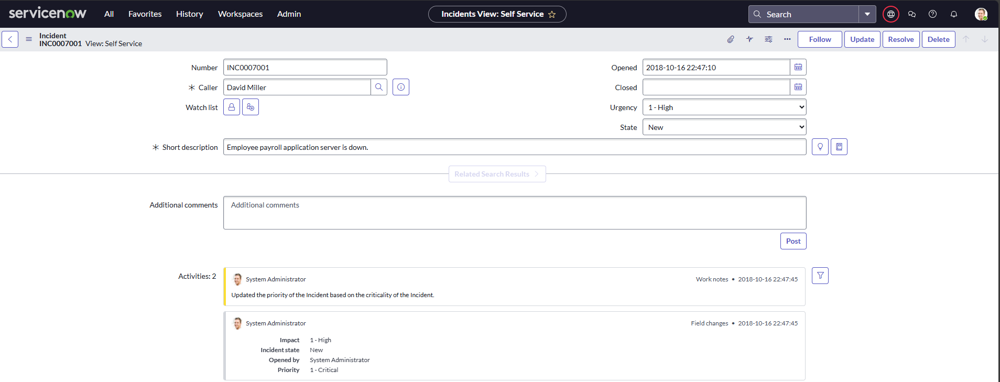 servicenow All Favorites History Workspaces Admin Incidents View: Self Service Search
Incident
INC0007001 View: Self Service Follow Update Resolve Delete
Number INC0007001 Opened 2018-10-16 22:47:10
Caller David Miller Closed
Watch list Urgency 1 - High
State New
Short description Employee payroll application server is down.
Related Search Results
Additional comments Additional comments
Post
Activities: 2 System Administrator Work notes • 2018-10-16 22:47:45
Updated the priority of the Incident based on the criticality of the Incident.
System Administrator Field changes • 2018-10-16 22:47:45
Impact 1 - High
Incident state New
Opened by System Administrator
Priority 1 - Critical